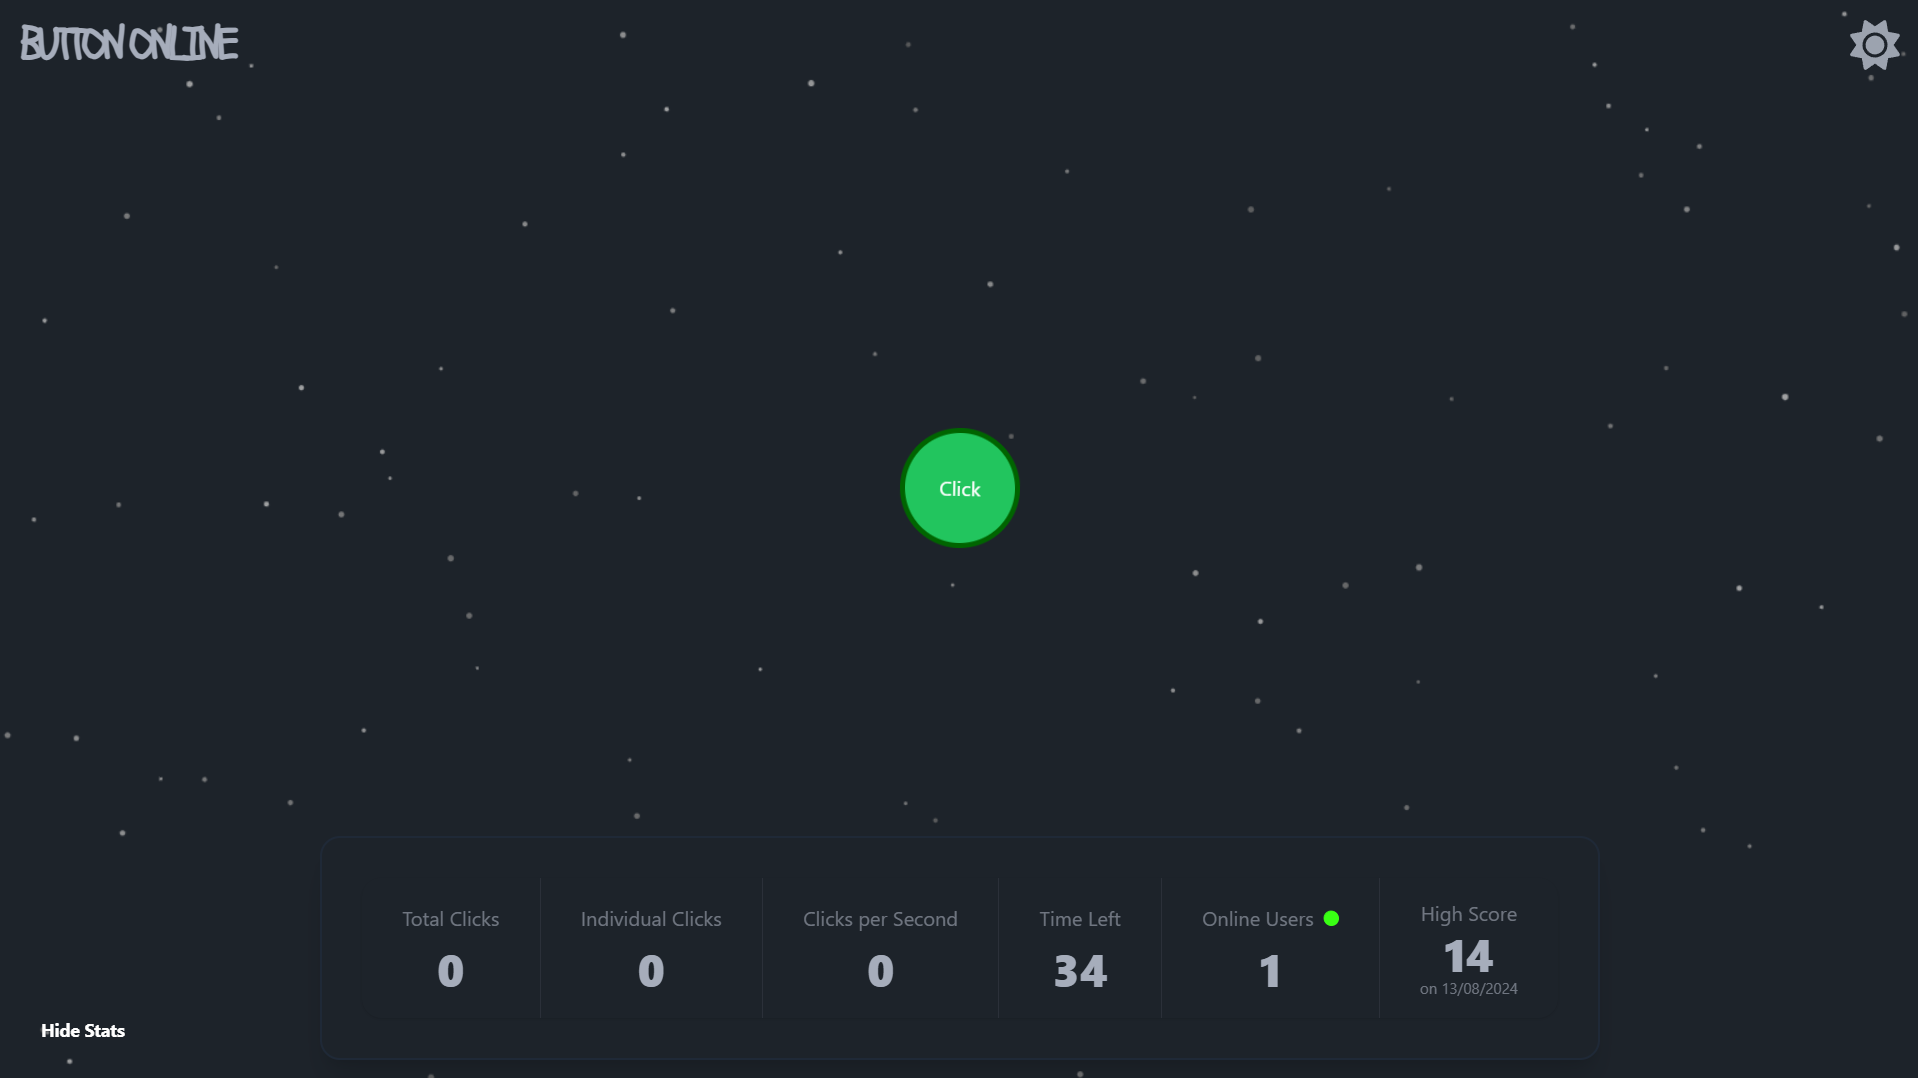 BUTTON ONLINE
Click
Total Clicks
0
Individual Clicks
0
Clicks per Second
0
Time Left
34
Online Users
1
High Score
14
on 13/08/2024
Hide Stats